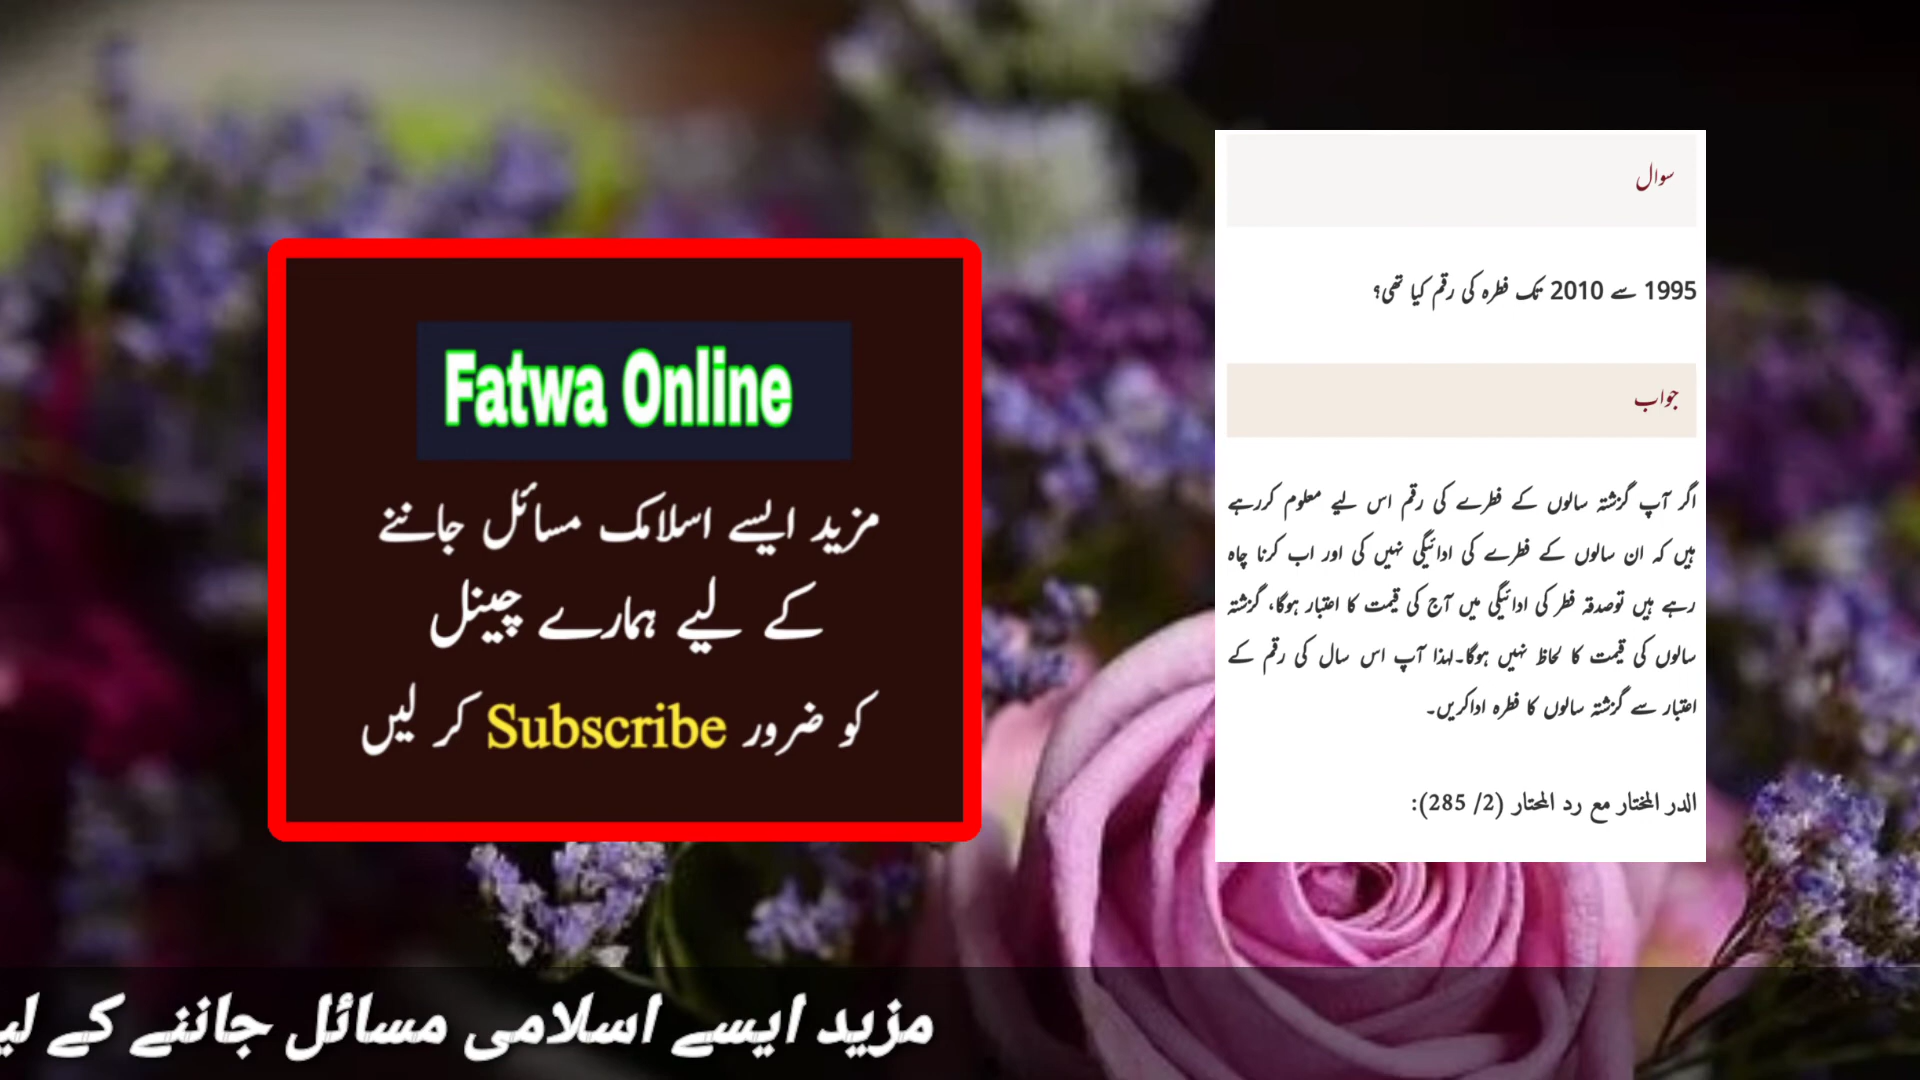 Fatwa Online
مزید ایسے اسلامک مسائل جاننے
کے لیے ہمارے چینل
کو ضرور Subscribe کر لیں
سوال
1995 سے 2010 تک فطرہ کی رقم کیا تھی؟
جواب
اگر آپ گزشتہ سالوں کے فطرے کی رقم اس لیے معلوم کررہے
ہیں کہ ان سالوں کے فطرے کی ادائیگی نہیں کی اور اب کرنا چاہ
رہے ہیں توصدقہ فطر کی ادائیگی میں آج کی قیمت کا اعتبار ہوگا، گزشتہ
سالوں کی قیمت کا لحاظ نہیں ہوگا۔لہذا آپ اس سال کی رقم کے
اعتبار سے گزشتہ سالوں کا فطرہ اداکریں۔
الدر المختار مع رد المحتار (2/ 285):
مزید ایسے اسلامی مسائل جاننے کے لیے